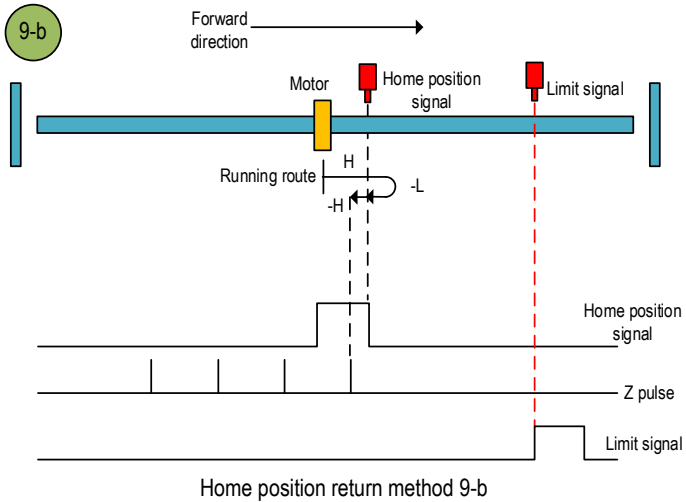 9-b
Forward
direction
Motor
Home position
signal
Limit signal
Running route
H
-L
-H
Home position
signal
Z pulse
Limit signal
Home position return method 9-b